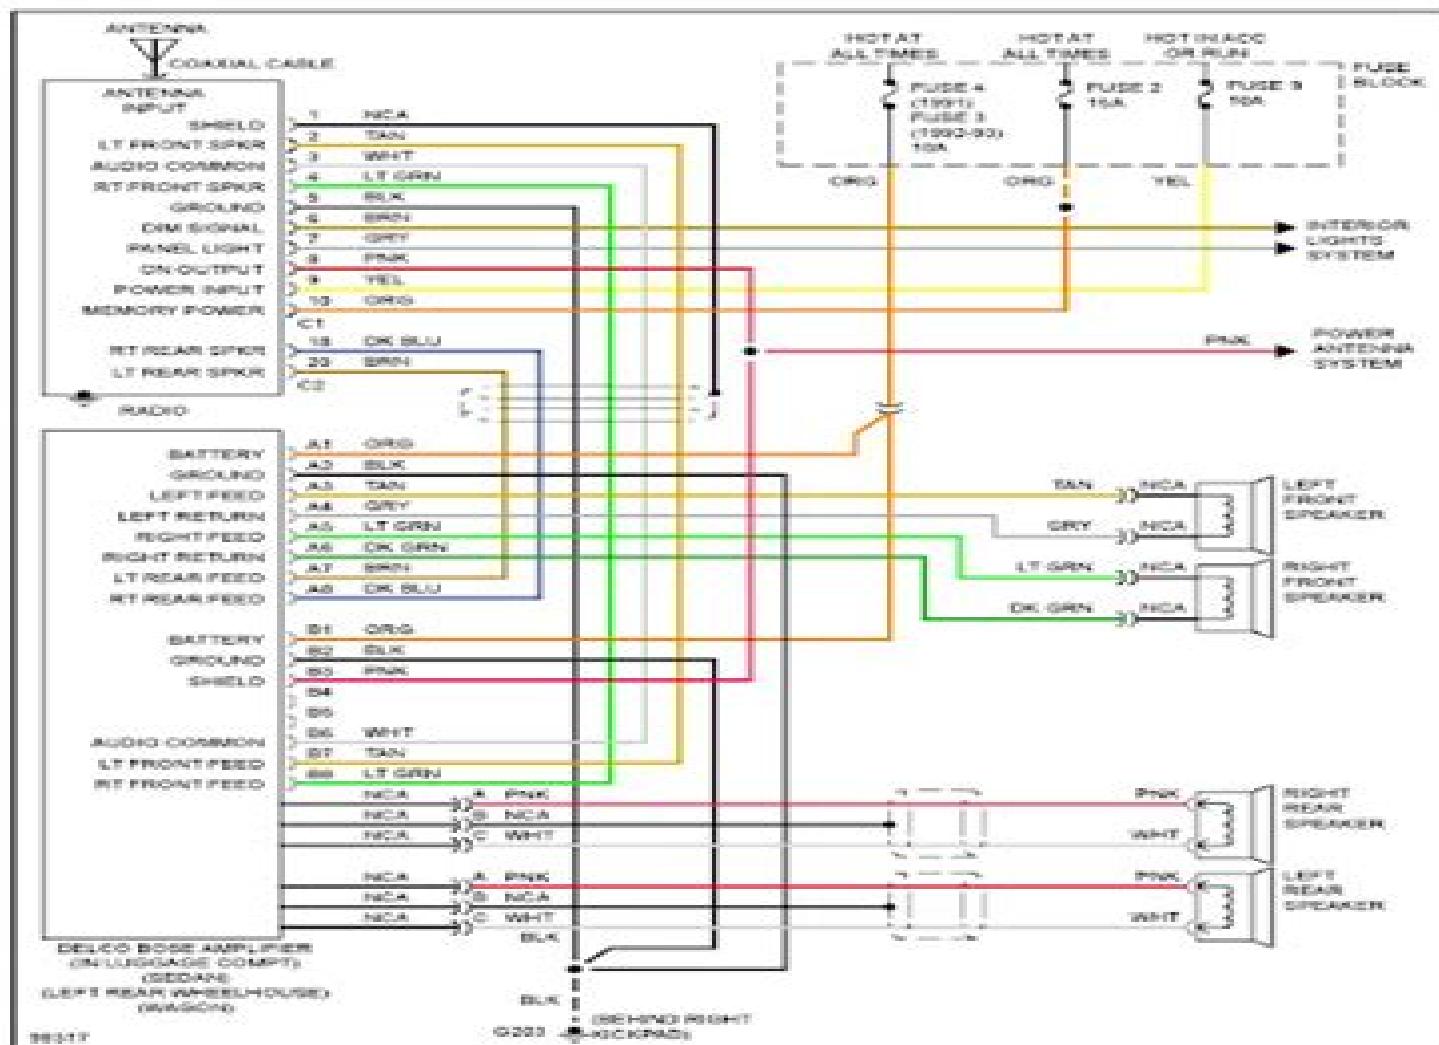 ANTENNA
COAXIAL CABLE
ANTENNA
INPUT
SHIELD 1 NCA
LT FRONT SPKR 2 TAN
AUDIO COMMON 3 WHT
RT FRONT SPKR 4 LT GRN
GROUND 5 BLK
DIM SIGNAL 6 BRN
PANEL LIGHT 7 GRY
ON OUTPUT 8 PNK
POWER INPUT 9 YEL
MEMORY POWER 10 ORG
C1
RT REAR SPKR 19 DK BLU
LT REAR SPKR 20 BRN
C2
RADIO
HOT AT
ALL TIMES
HOT AT
ALL TIMES
HOT IN ACC
OR RUN
FUSE
BLOCK
FUSE 4
(1991)
FUSE 3
(1992-93)
10A
FUSE 2
15A
FUSE 9
10A
ORG
ORG
YEL
INTERIOR
LIGHTS
SYSTEM
PNK
POWER
ANTENNA
SYSTEM
BATTERY A1 ORG
GROUND A2 BLK
LEFT FEED A3 TAN
LEFT RETURN A4 GRY
RIGHT FEED A5 LT GRN
RIGHT RETURN A6 DK GRN
LT REAR FEED A7 BRN
RT REAR FEED A8 DK BLU
BATTERY B1 ORG
GROUND B2 BLK
SHIELD B3 PNK
B4
B5
AUDIO COMMON B6 WHT
LT FRONT FEED B7 TAN
RT FRONT FEED B8 LT GRN
TAN NCA
GRY NCA
LEFT
FRONT
SPEAKER
LT GRN NCA
DK GRN NCA
RIGHT
FRONT
SPEAKER
NCA A PNK
NCA B NCA
NCA C WHT
PNK
WHT
RIGHT
REAR
SPEAKER
NCA A PNK
NCA B NCA
NCA C WHT
PNK
WHT
LEFT
REAR
SPEAKER
BLK
DELCO BOSE AMPLIFIER
(IN LUGGAGE COMPT)
(SEDAN)
(LEFT REAR WHEELHOUSE)
(WAGON)
BLK
G203
(BEHIND RIGHT
KICKPAD)